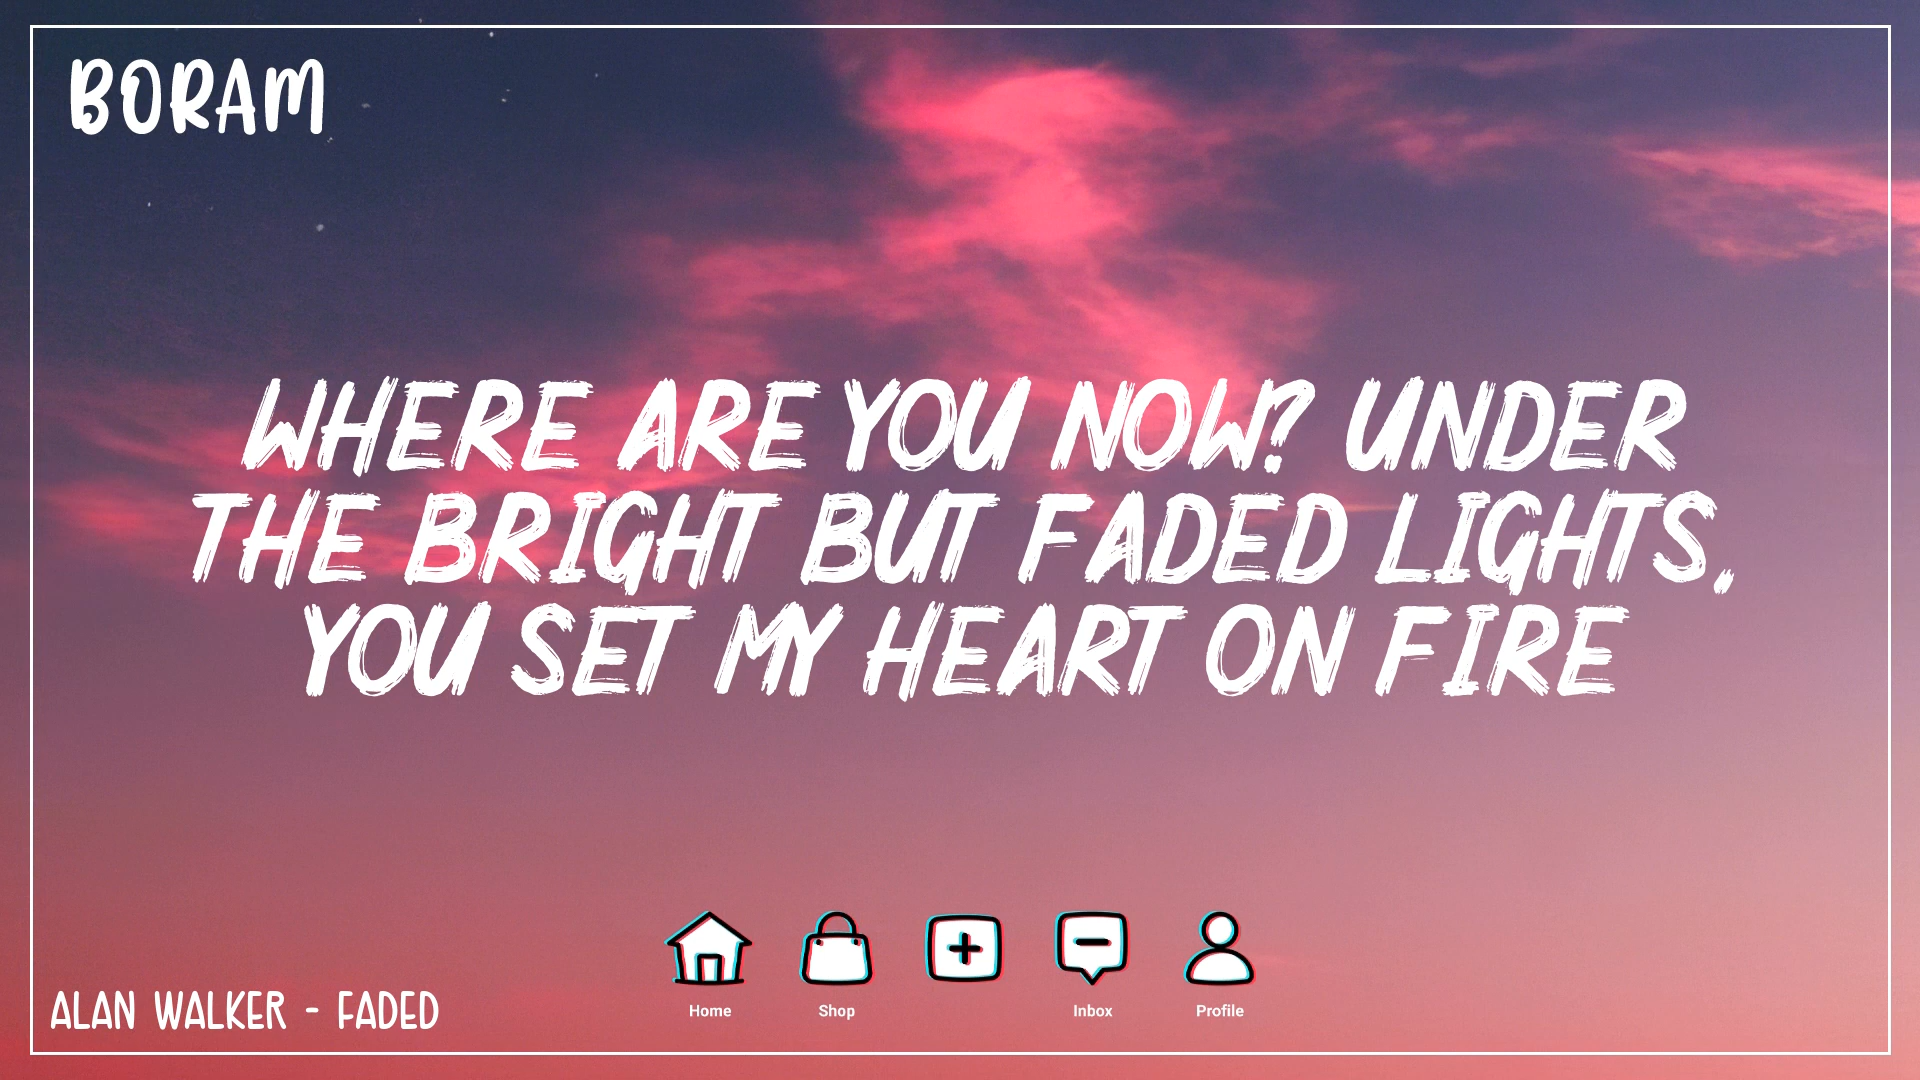 BORAM
WHERE ARE YOU NOW? UNDER
THE BRIGHT BUT FADED LIGHTS,
YOU SET MY HEART ON FIRE
Home
Shop
Inbox
Profile
ALAN WALKER - FADED